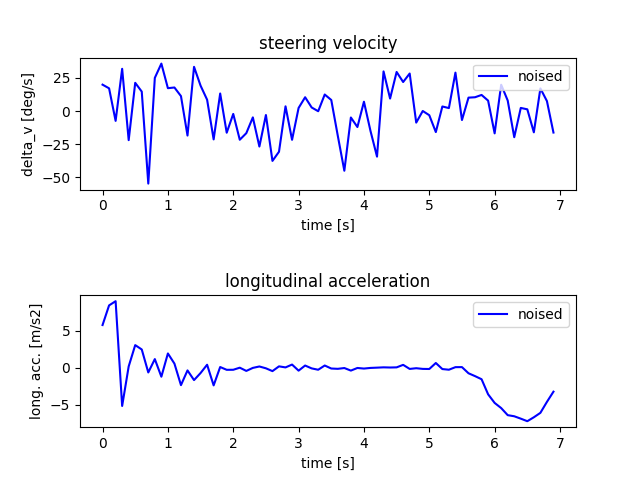 steering velocity
delta_v [deg/s]
25
0
−25
−50
noised
0 1 2 3 4 5 6 7
time [s]
longitudinal acceleration
long. acc. [m/s2]
5
0
−5
noised
0 1 2 3 4 5 6 7
time [s]